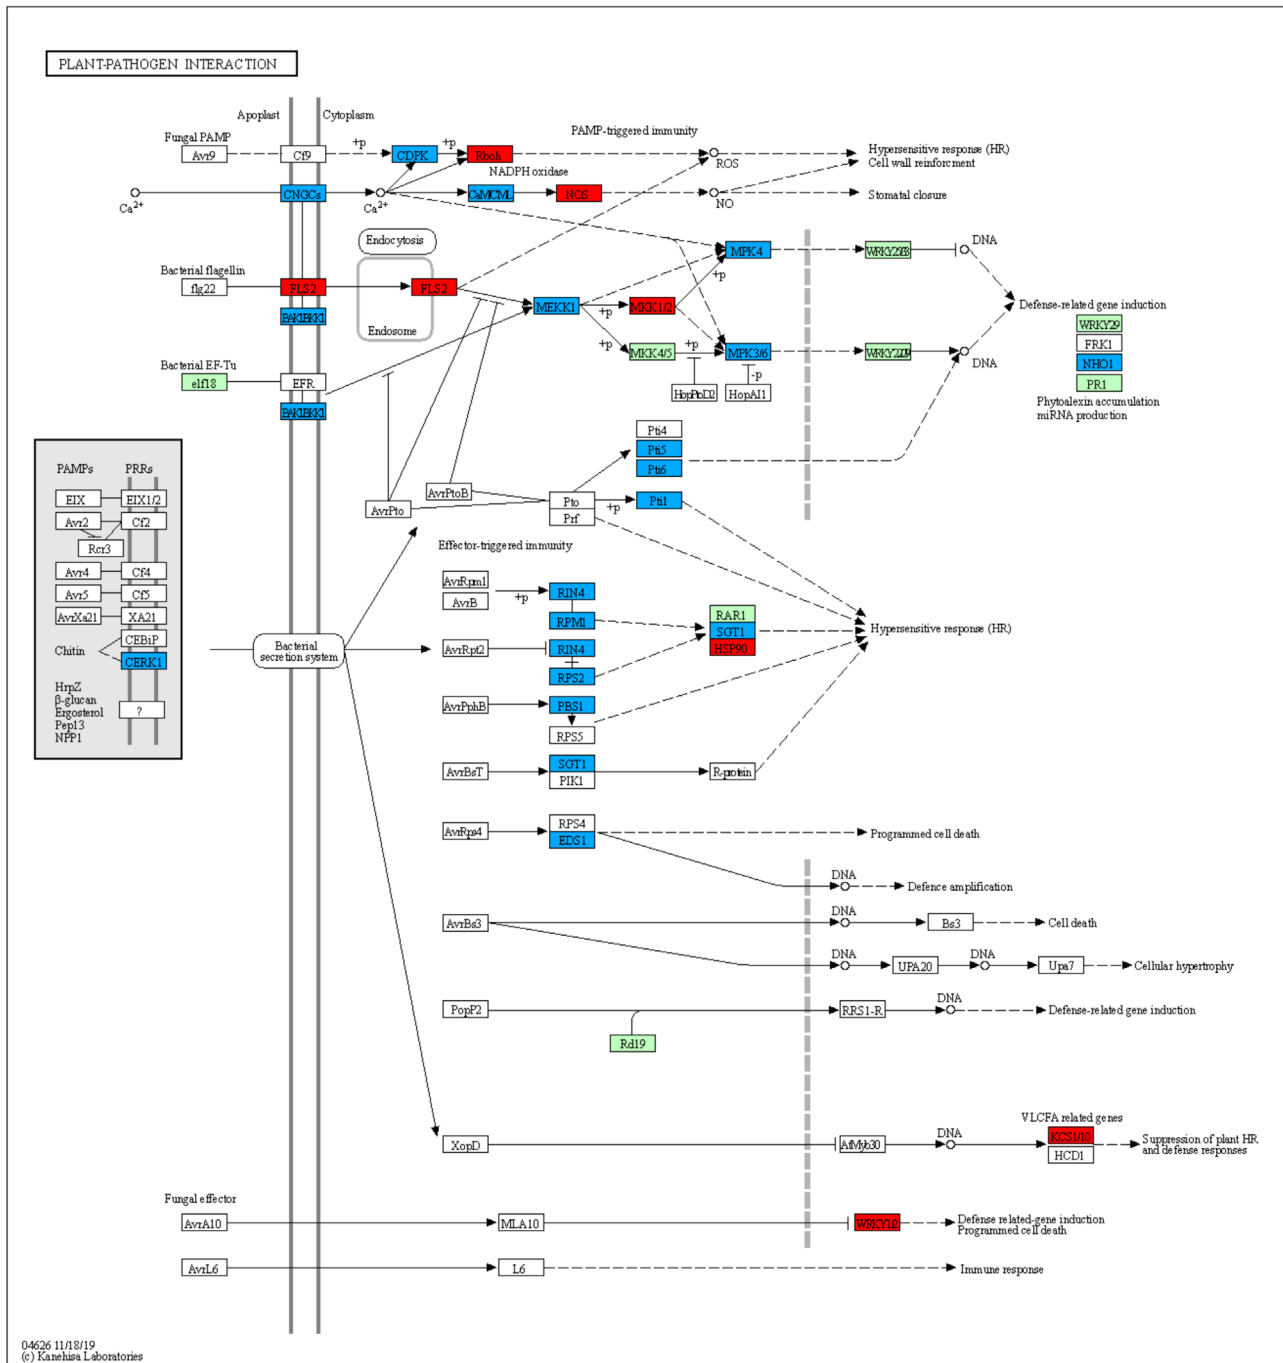 PLANT-PATHOGEN INTERACTION
Apoplast
Cytoplasm
PAMP-triggered immunity
Fungal PAMP
Avr9
Cf9
+p
CDPK
+p
Rboh
NADPH oxidase
ROS
Hypersensitive response (HR)
Cell wall reinforcment
Ca2+
CNGCs
Ca2+
CaM/CML
NOS
NO
Stomatal closure
Endocytosis
Bacterial flagellin
flg22
FLS2
FLS2
BAK1/BKK1
Endosome
MEKK1
+p
MKK1/2
+p
MPK4
DNA
Defense-related gene induction
WRKY29
FRK1
NHO1
PR1
Phytoalexin accumulation
miRNA production
+p
MKK4/5
+p
+p
MPK3/6
DNA
-p
HopPtoD2
HopAI1
Bacterial EF-Tu
elf18
EFR
BAK1/BKK1
Pti4
Pti5
Pti6
AvrPto
AvrPtoB
Pto
Prf
+p
Pti1
PAMPs
PRRs
EIX
EIX1/2
Avr2
Cf2
Rcr3
Avr4
Cf4
Avr5
Cf5
AvrXa21
XA21
CEBiP
Chitin
CERK1
HrpZ
β-glucan
Ergosterol
Pep13
NPP1
?
Bacterial
secretion system
Effector-triggered immunity
AvrRpm1
AvrB
+p
RIN4
RPM1
RAR1
SGT1
HSP90
Hypersensitive response (HR)
AvrRpt2
RIN4
RPS2
AvrPphB
PBS1
RPS5
AvrBsT
SGT1
PIK1
R-protein
AvrRps4
RPS4
EDS1
Programmed cell death
DNA
Defence amplification
AvrBs3
DNA
Bs3
Cell death
DNA
UPA20
DNA
Upa7
Cellular hypertrophy
PopP2
RRS1-R
DNA
Defense-related gene induction
Rd19
VLCFA related genes
XopD
AtMyb30
DNA
KCS1/10
HCD1
Suppression of plant HR
and defense responses
Fungal effector
AvrA10
MLA10
WRKY1/2
Defense related-gene induction
Programmed cell death
AvrL6
L6
Immune response
04626 11/18/19
(c) Kanehisa Laboratories